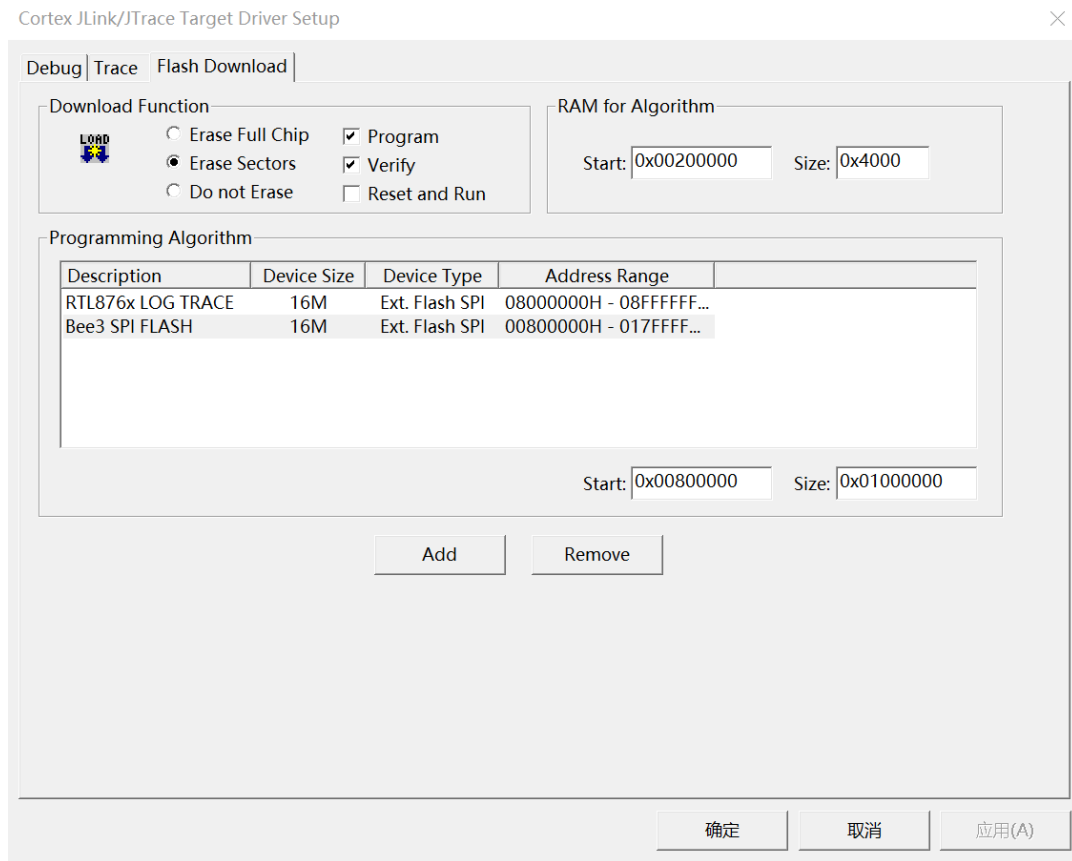 Cortex JLink/JTrace Target Driver Setup
Debug Trace Flash Download
Download Function
LOAD
Erase Full Chip
Erase Sectors
Do not Erase
Program
Verify
Reset and Run
RAM for Algorithm
Start: 0x00200000 Size: 0x4000
Programming Algorithm
Description Device Size Device Type Address Range
RTL876x LOG TRACE 16M Ext. Flash SPI 08000000H - 08FFFFFF...
Bee3 SPI FLASH 16M Ext. Flash SPI 00800000H - 017FFFF...
Start: 0x00800000 Size: 0x01000000
Add Remove
确定 取消 应用(A)